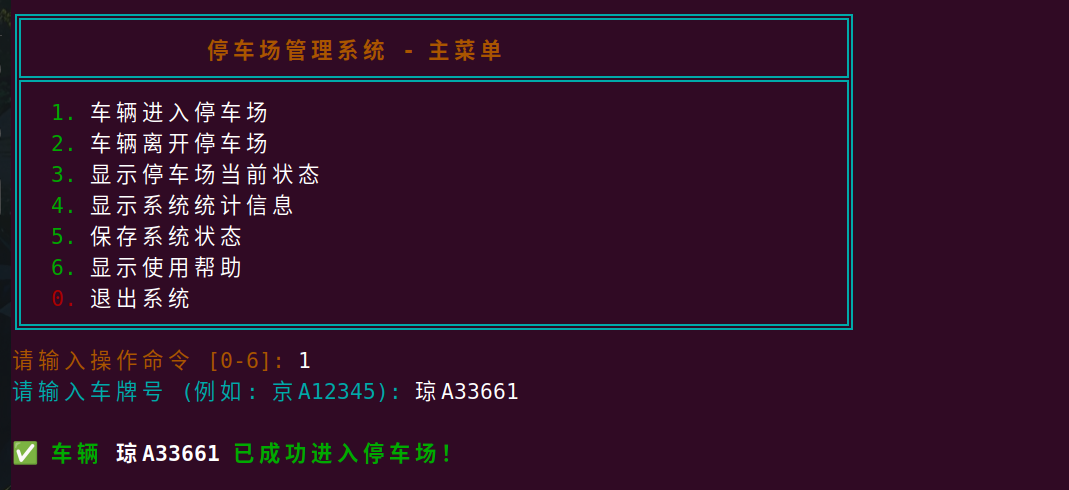 停车场管理系统 - 主菜单
1. 车辆进入停车场
2. 车辆离开停车场
3. 显示停车场当前状态
4. 显示系统统计信息
5. 保存系统状态
6. 显示使用帮助
0. 退出系统
请输入操作命令 [0-6]: 1
请输入车牌号 (例如: 京A12345): 琼A33661
✅ 车辆 琼A33661 已成功进入停车场!